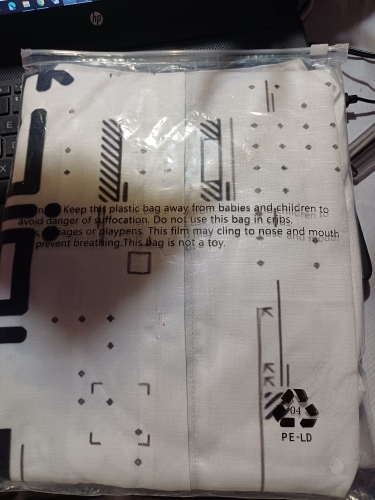 hp
Keep this plastic bag away from babies and children to
avoid danger of suffocation. Do not use this bag in cribs,
or playpens. This film may cling to nose and mouth
prevent breathing. This bag is not a toy.
04
PE-LD